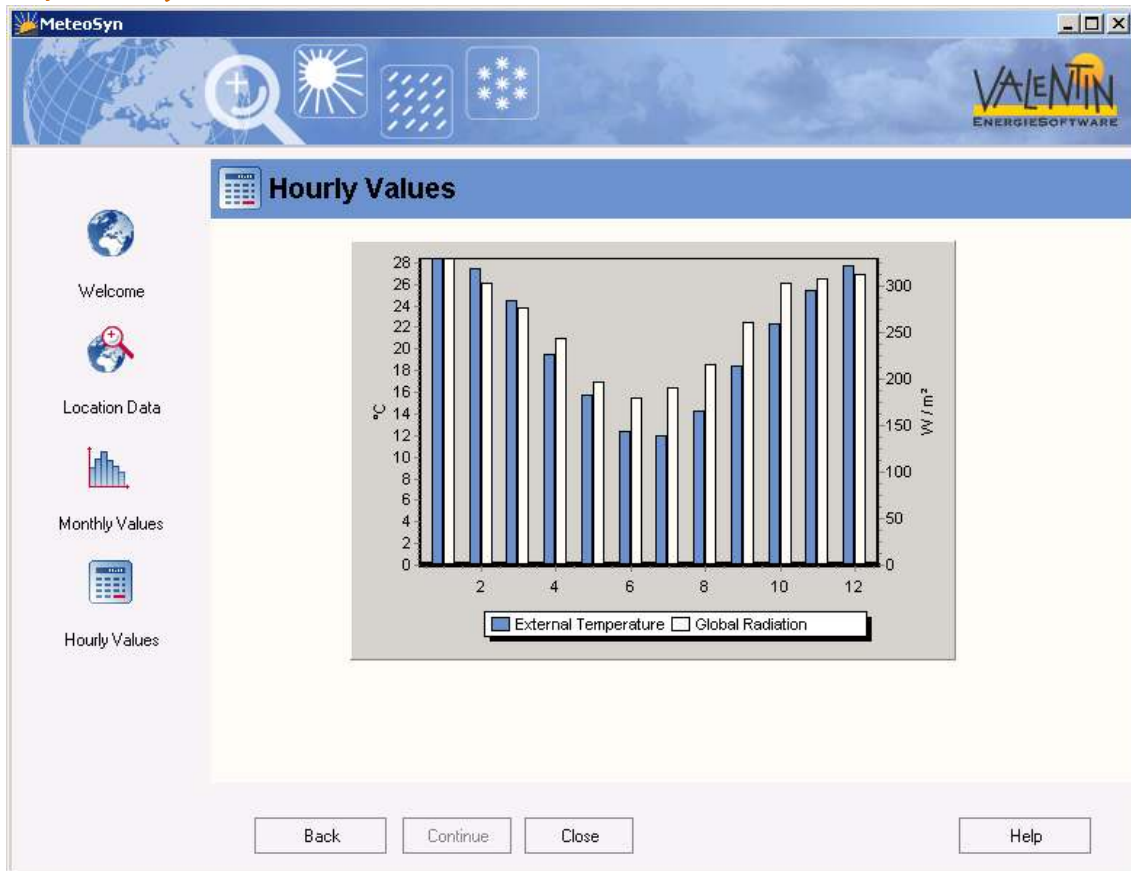 MeteoSyn
VALENTIN
ENERGIESOFTWARE
Hourly Values
Welcome
Location Data
Monthly Values
Hourly Values
28
26
24
22
20
18
16
14
12
10
8
6
4
2
0
°C
300
250
200
150
100
50
0
W / m²
2 4 6 8 10 12
External Temperature Global Radiation
Back Continue Close Help